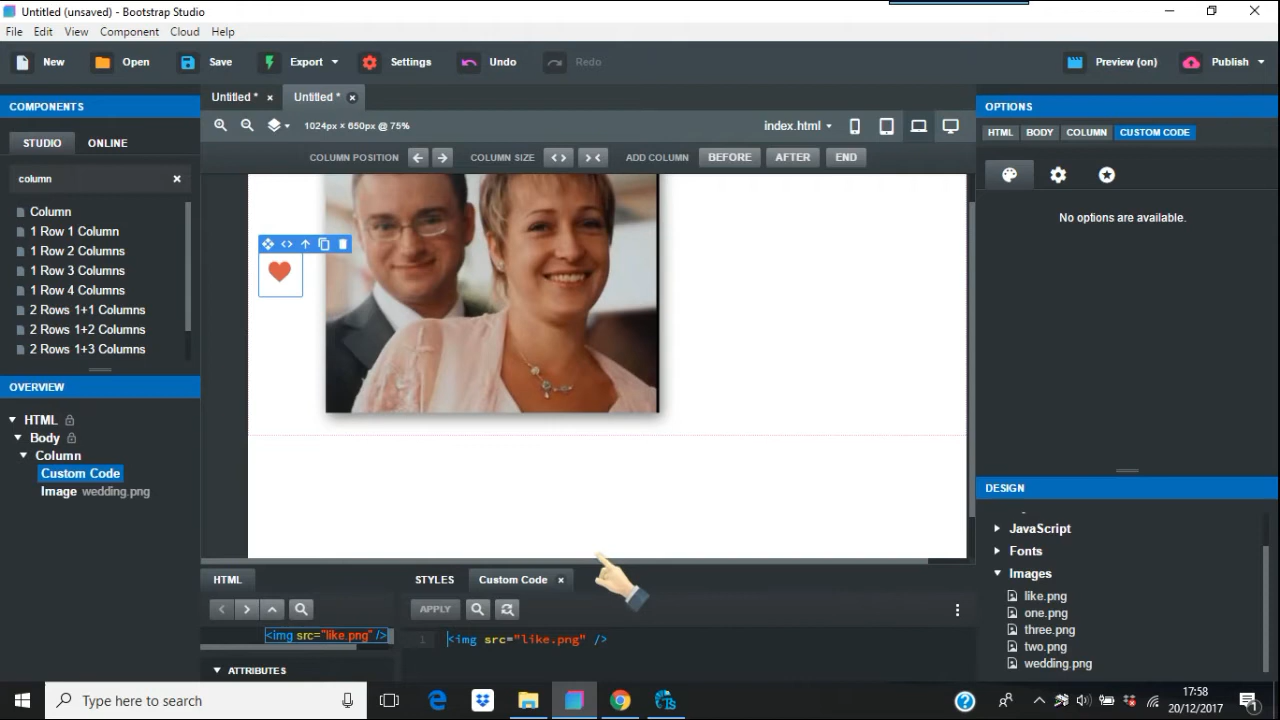 Untitled (unsaved) - Bootstrap Studio
File Edit View Component Cloud Help
New Open Save Export Settings Undo Redo Preview (on) Publish
COMPONENTS
STUDIO ONLINE
column
Column
1 Row 1 Column
1 Row 2 Columns
1 Row 3 Columns
1 Row 4 Columns
2 Rows 1+1 Columns
2 Rows 1+2 Columns
2 Rows 1+3 Columns
OVERVIEW
HTML
Body
Column
Custom Code
Image wedding.png
Untitled * × Untitled * ×
1024px × 650px @ 75% index.html
COLUMN POSITION COLUMN SIZE ADD COLUMN BEFORE AFTER END
HTML
<img src="like.png" />
ATTRIBUTES
STYLES Custom Code ×
APPLY
1 <img src="like.png" />
OPTIONS
HTML BODY COLUMN CUSTOM CODE
No options are available.
DESIGN
JavaScript
Fonts
Images
like.png
one.png
three.png
two.png
wedding.png
Type here to search
17:58
20/12/2017
1